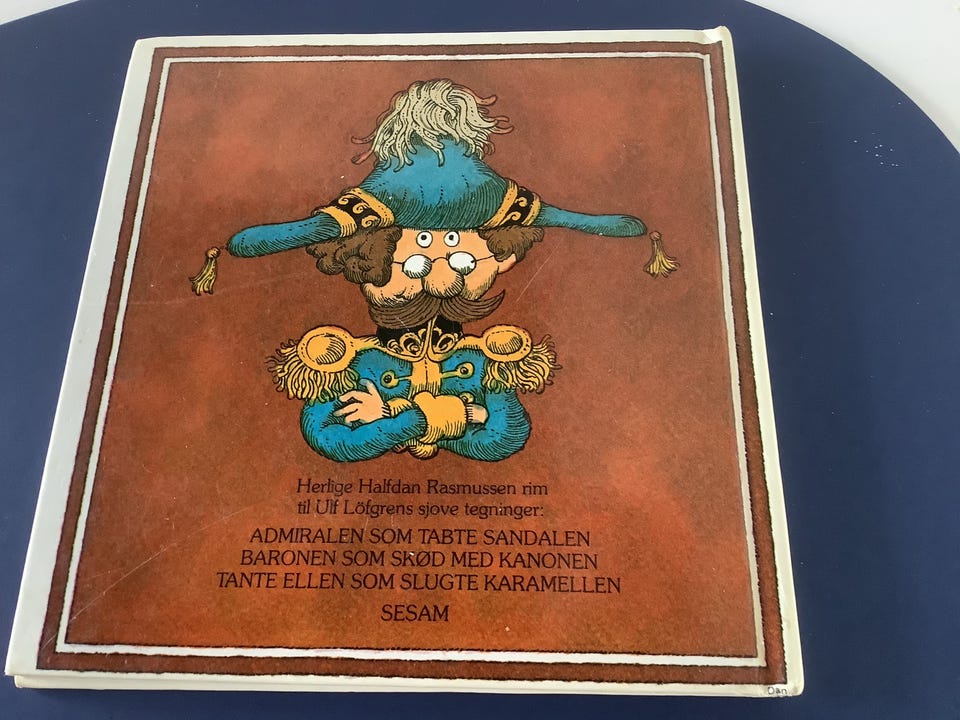 Herlige Halfdan Rasmussen rim
til Ulf Löfgrens sjove tegninger:
ADMIRALEN SOM TABTE SANDALEN
BARONEN SOM SKØD MED KANONEN
TANTE ELLEN SOM SLUGTE KARAMELLEN
SESAM
Dan.